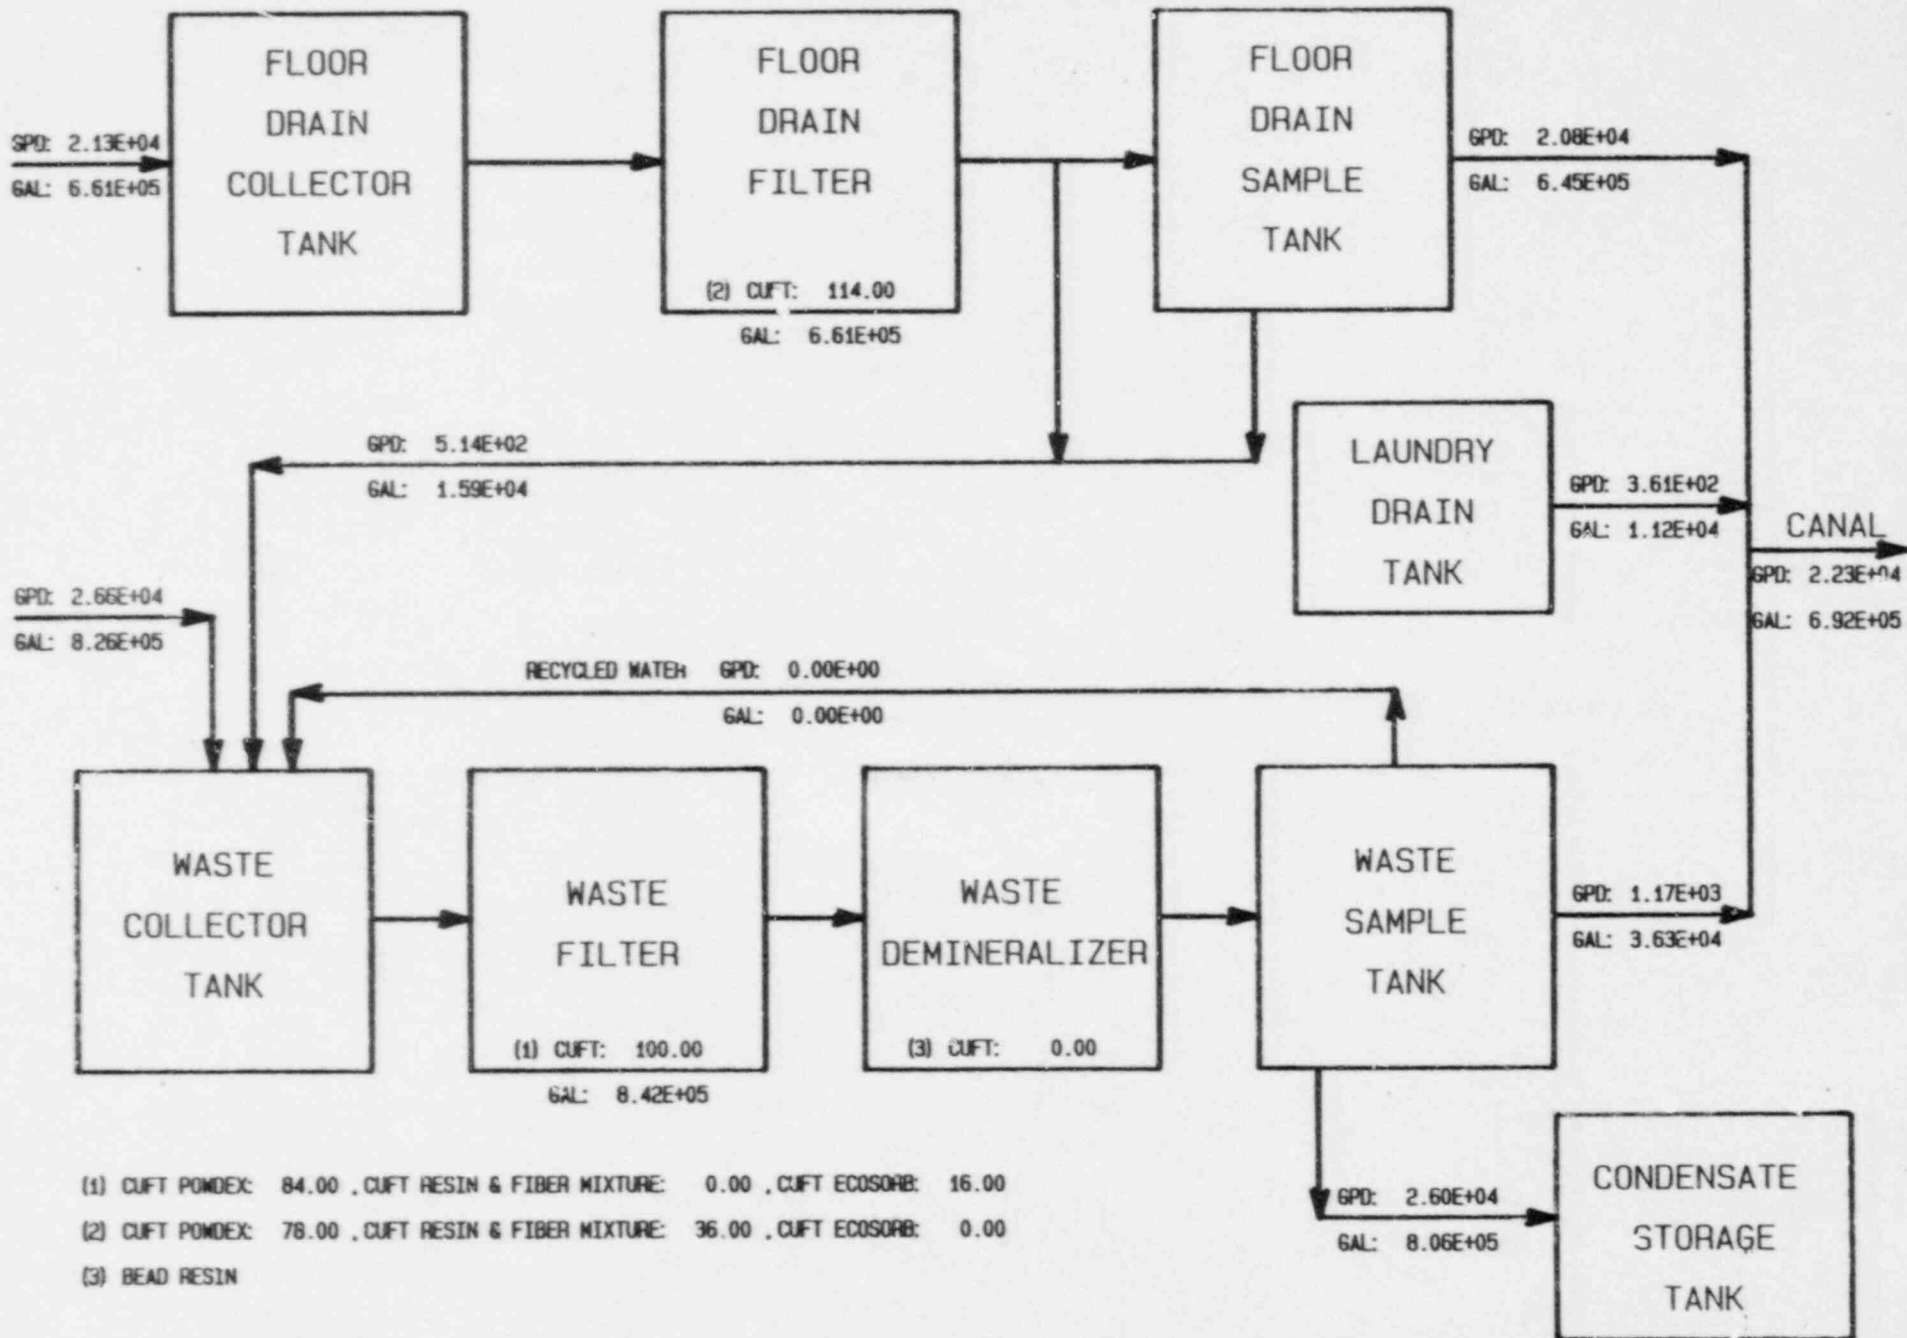 FLOOR
DRAIN
COLLECTOR
TANK
FLOOR
DRAIN
FILTER
(2) CUFT: 114.00
GAL: 6.61E+05
FLOOR
DRAIN
SAMPLE
TANK
GPD: 2.13E+04
GAL: 6.61E+05
GPD: 2.08E+04
GAL: 6.45E+05
GPD: 5.14E+02
GAL: 1.59E+04
LAUNDRY
DRAIN
TANK
GPD: 3.61E+02
GAL: 1.12E+04
CANAL
GPD: 2.23E+04
GAL: 6.92E+05
GPD: 2.66E+04
GAL: 8.26E+05
RECYCLED WATER GPD: 0.00E+00
GAL: 0.00E+00
WASTE
COLLECTOR
TANK
WASTE
FILTER
(1) CUFT: 100.00
GAL: 8.42E+05
WASTE
DEMINERALIZER
(3) CUFT: 0.00
WASTE
SAMPLE
TANK
GPD: 1.17E+03
GAL: 3.63E+04
GPD: 2.60E+04
GAL: 8.06E+05
CONDENSATE
STORAGE
TANK
(1) CUFT POWDEX: 84.00 , CUFT RESIN & FIBER MIXTURE: 0.00 , CUFT ECOSORB: 16.00
(2) CUFT POWDEX: 78.00 , CUFT RESIN & FIBER MIXTURE: 36.00 , CUFT ECOSORB: 0.00
(3) BEAD RESIN